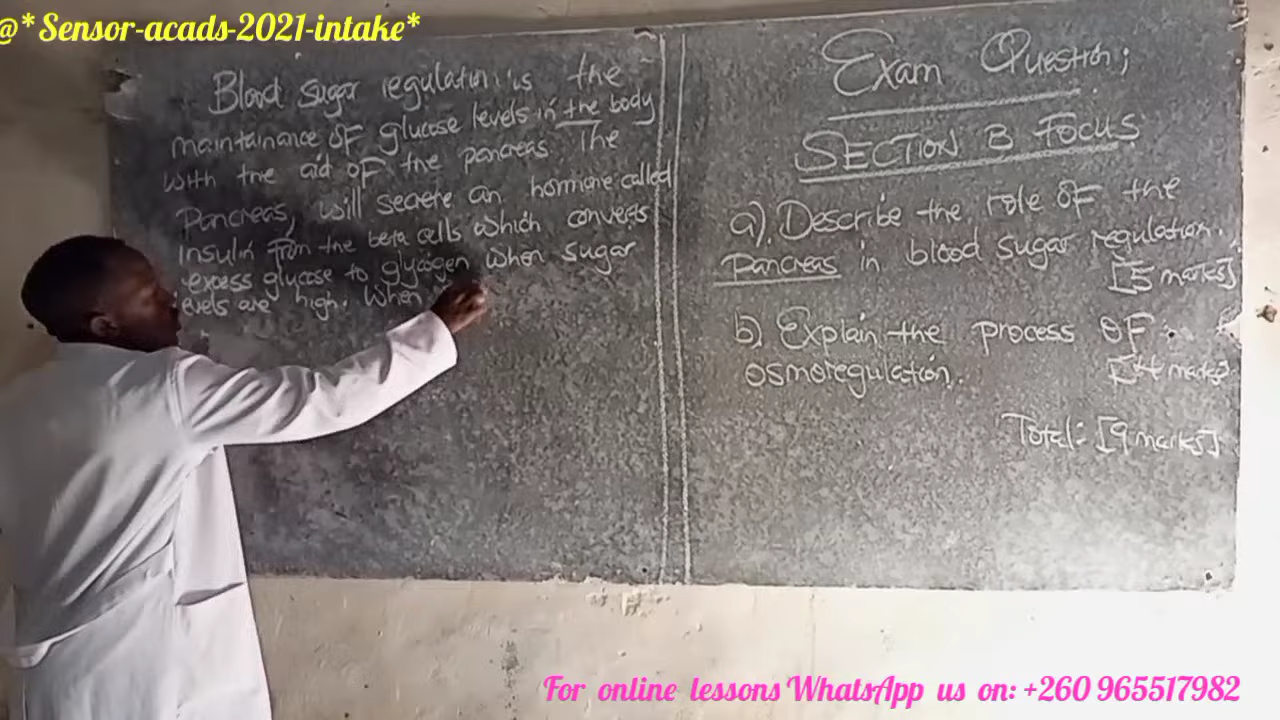 @*Sensor-acads-2021-intake*
Blood sugar regulation is the
maintainance of glucose levels in the body
with the aid of the pancreas. The
Pancreas, will secrete an hormone called
insulin from the beta cells which converts
excess glucose to glycogen when sugar
levels are high. When
Exam Question;
SECTION B FOCUS
a). Describe the role of the
pancreas in blood sugar regulation.
[5 marks]
b). Explain the process of
osmoregulation.
[4 marks]
Total: [9 marks]
For online lessons WhatsApp us on: +260 965517982